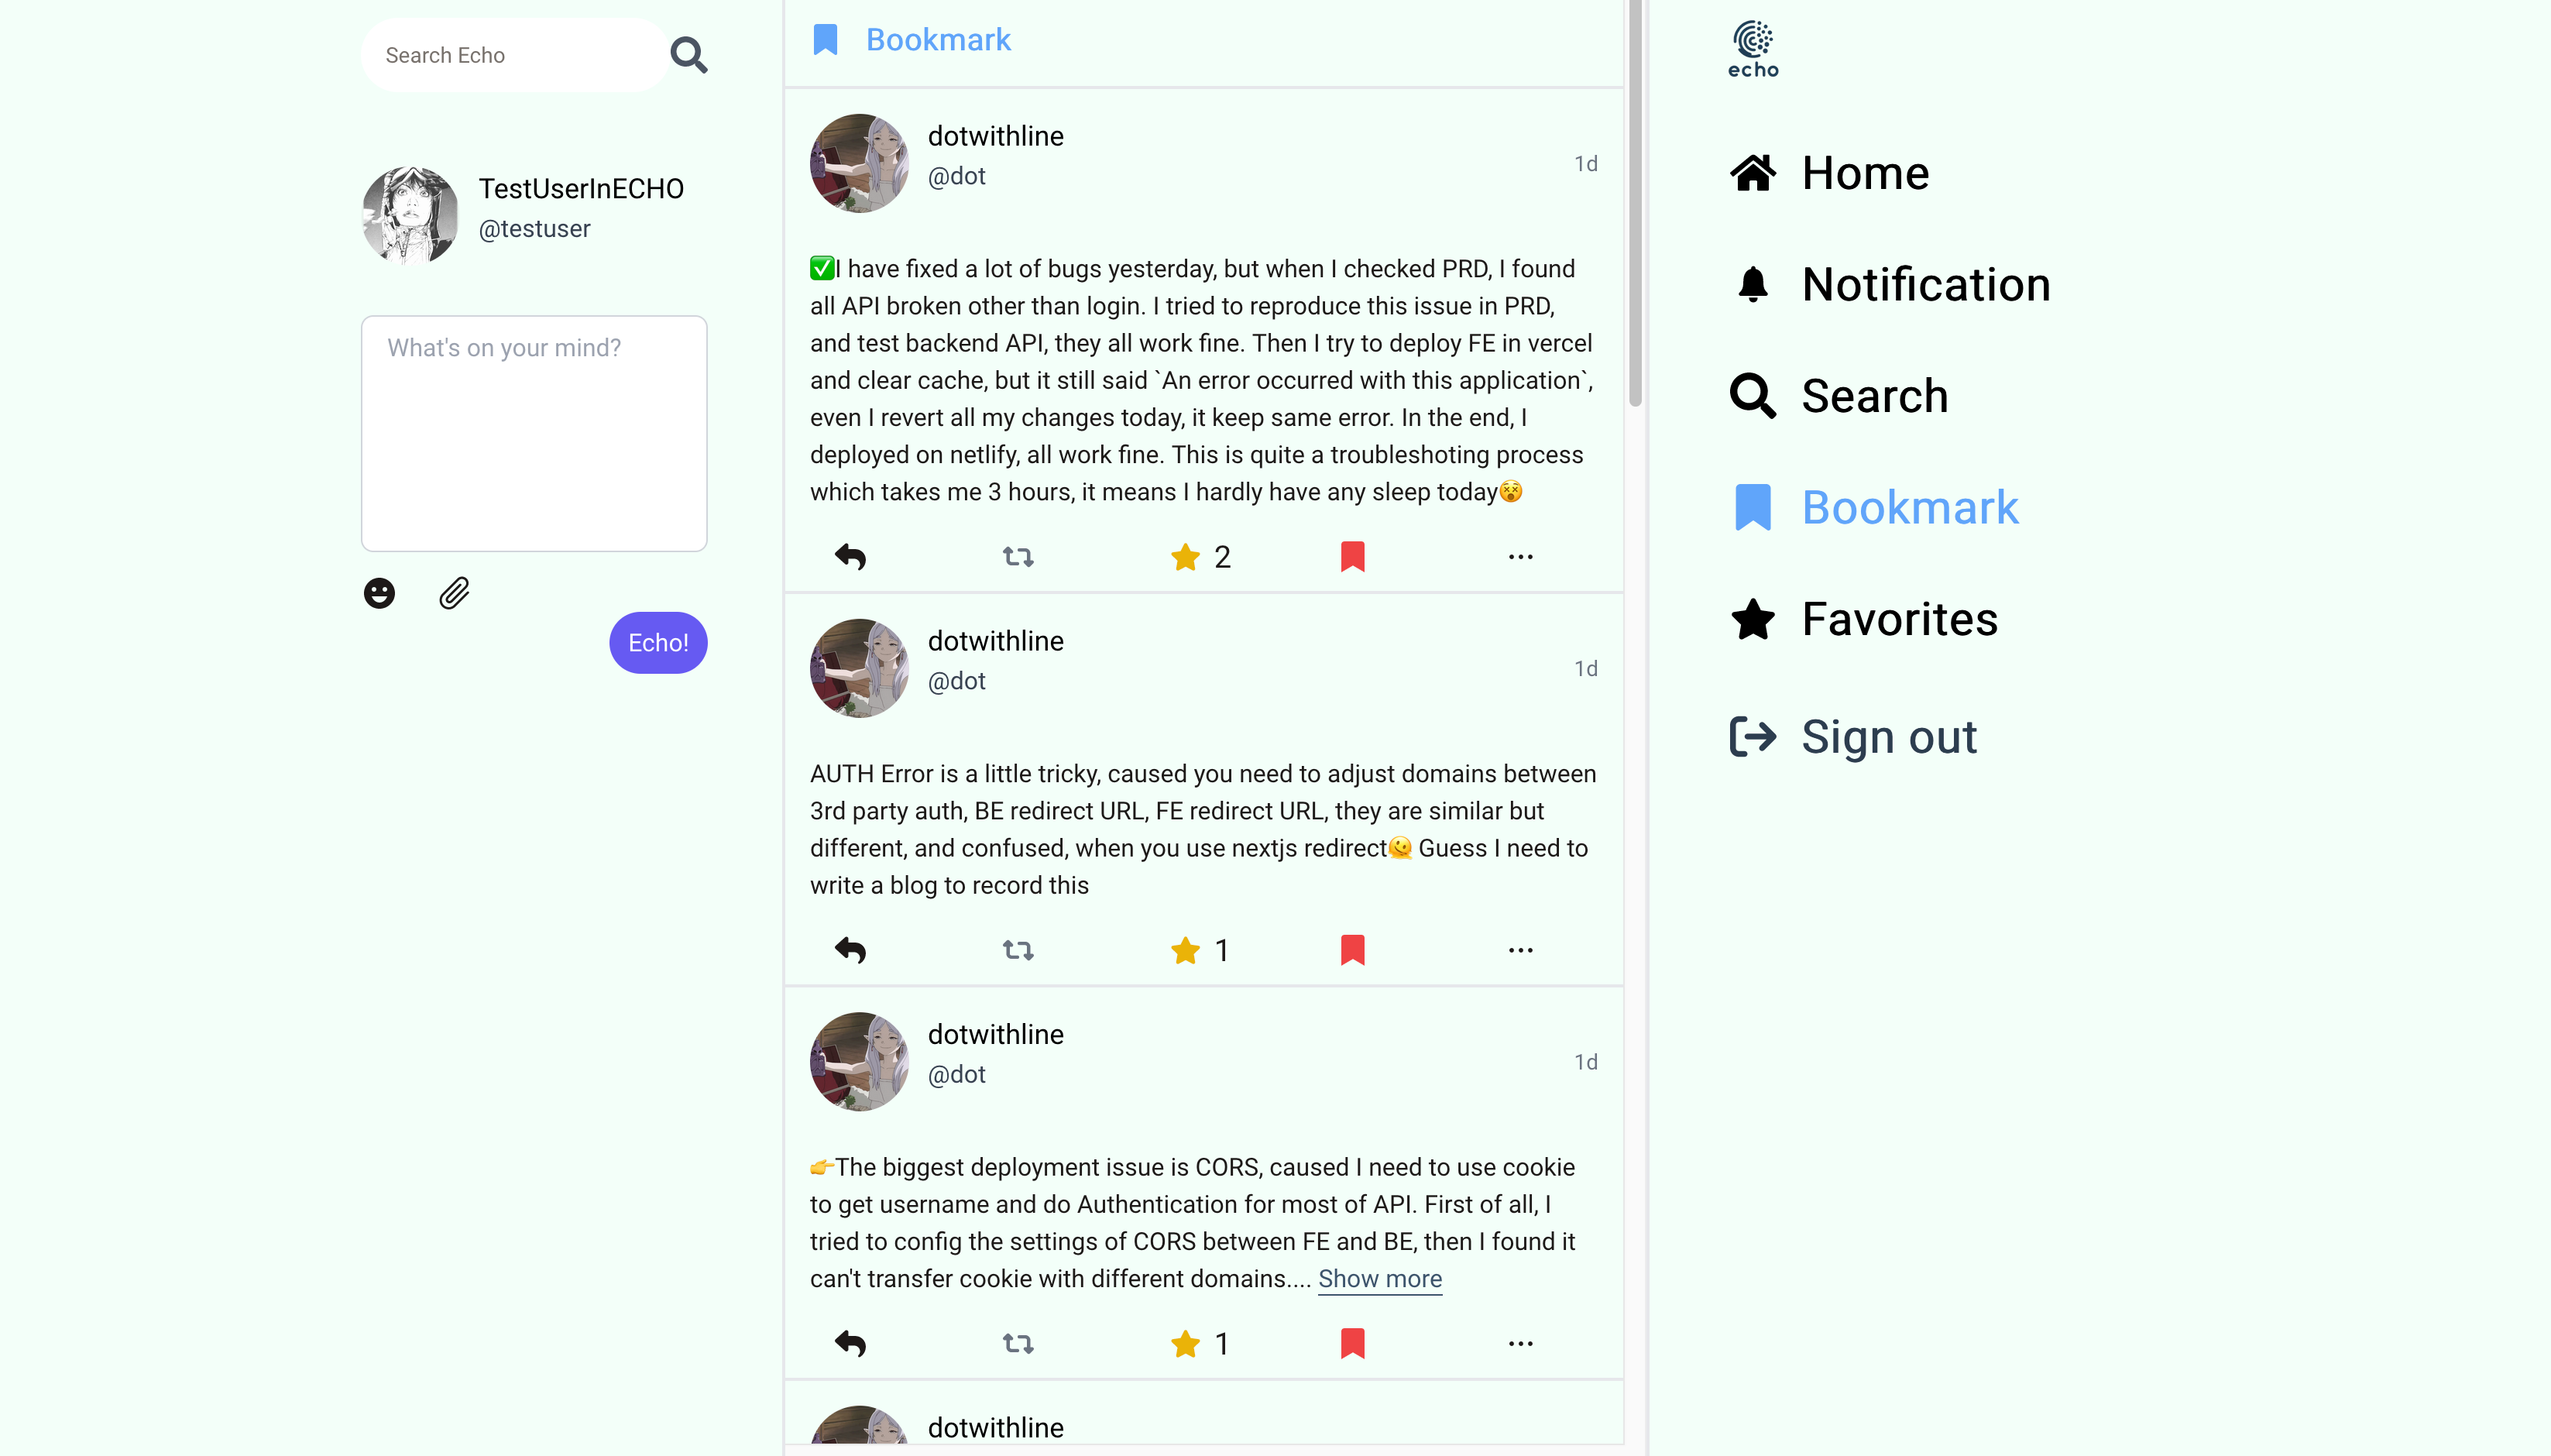 Search Echo
TestUserInECHO
@testuser
What's on your mind?
Echo!
Bookmark
dotwithline
@dot
1d
✅I have fixed a lot of bugs yesterday, but when I checked PRD, I found
all API broken other than login. I tried to reproduce this issue in PRD,
and test backend API, they all work fine. Then I try to deploy FE in vercel
and clear cache, but it still said `An error occurred with this application`,
even I revert all my changes today, it keep same error. In the end, I
deployed on netlify, all work fine. This is quite a troubleshoting process
which takes me 3 hours, it means I hardly have any sleep today😵
2
dotwithline
@dot
1d
AUTH Error is a little tricky, caused you need to adjust domains between
3rd party auth, BE redirect URL, FE redirect URL, they are similar but
different, and confused, when you use nextjs redirect🫠 Guess I need to
write a blog to record this
1
dotwithline
@dot
1d
👉The biggest deployment issue is CORS, caused I need to use cookie
to get username and do Authentication for most of API. First of all, I
tried to config the settings of CORS between FE and BE, then I found it
can't transfer cookie with different domains.... Show more
1
dotwithline
echo
Home
Notification
Search
Bookmark
Favorites
Sign out